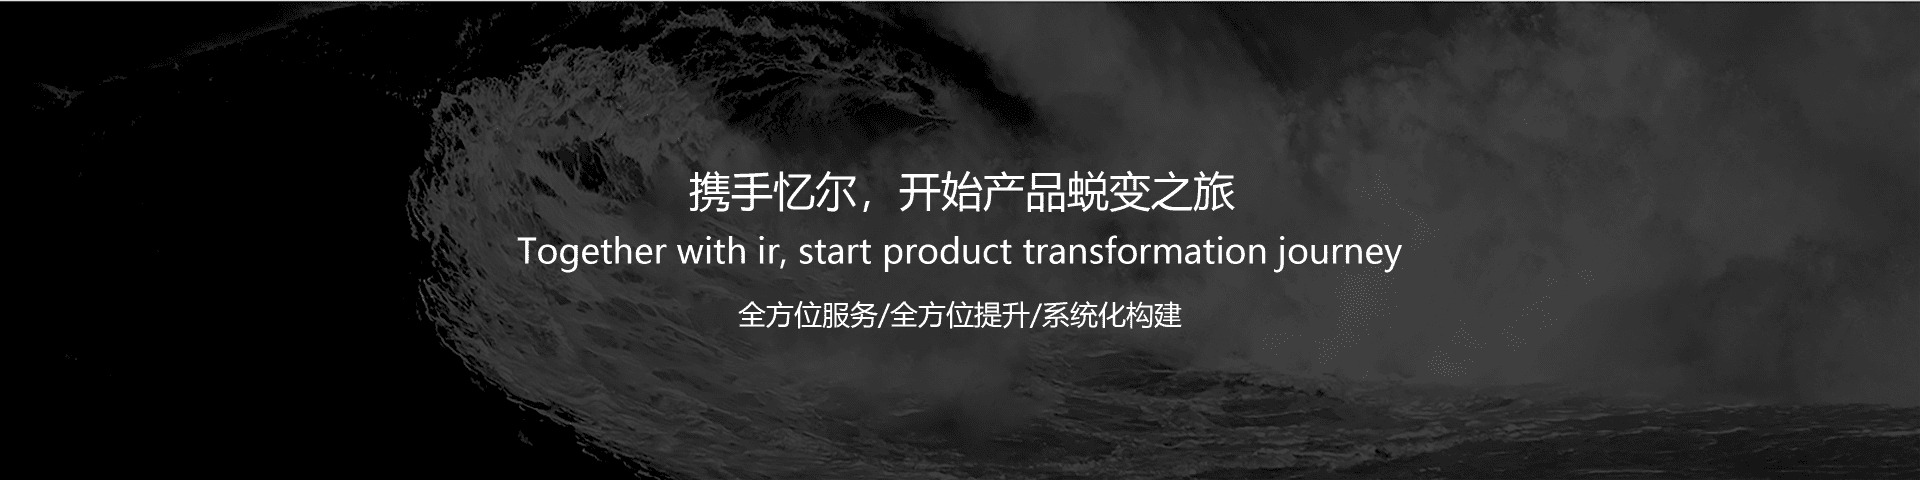 携手忆尔，开始产品蜕变之旅
Together with ir, start product transformation journey
全方位服务/全方位提升/系统化构建